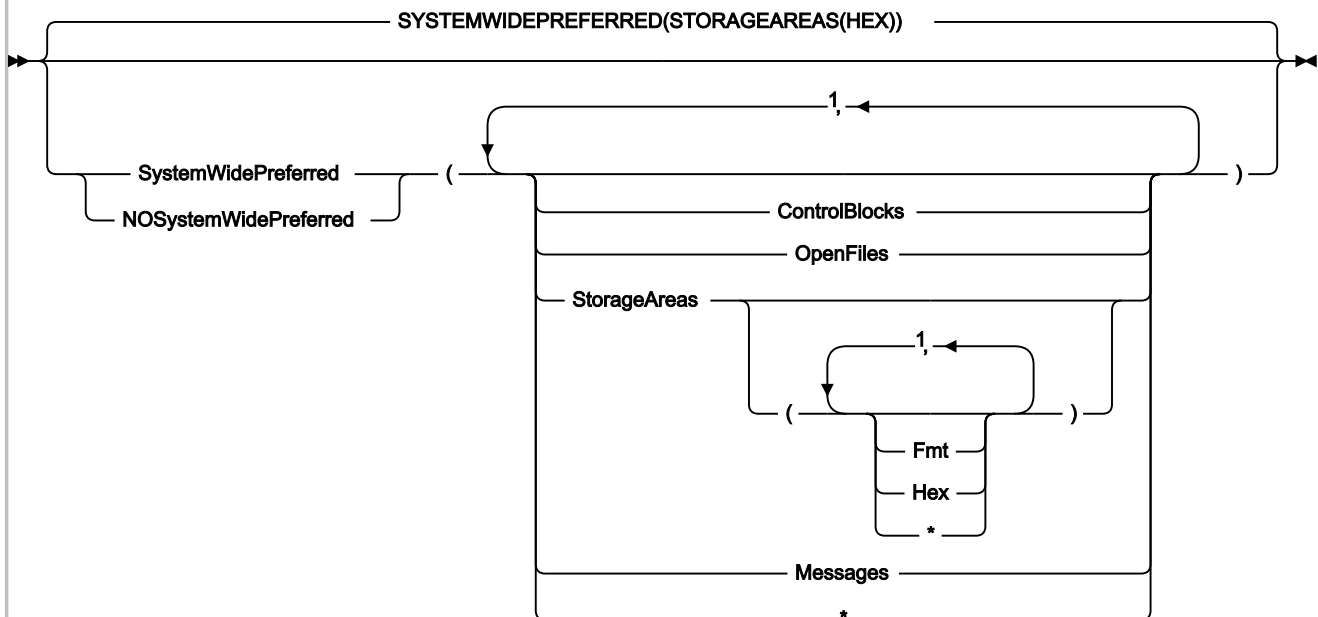 SYSTEMWIDEPREFERRED(STORAGEAREAS(HEX))
1,
SystemWidePreferred ( )
NOSystemWidePreferred
ControlBlocks
OpenFiles
StorageAreas
1,
( )
Fmt
Hex
*
Messages
*